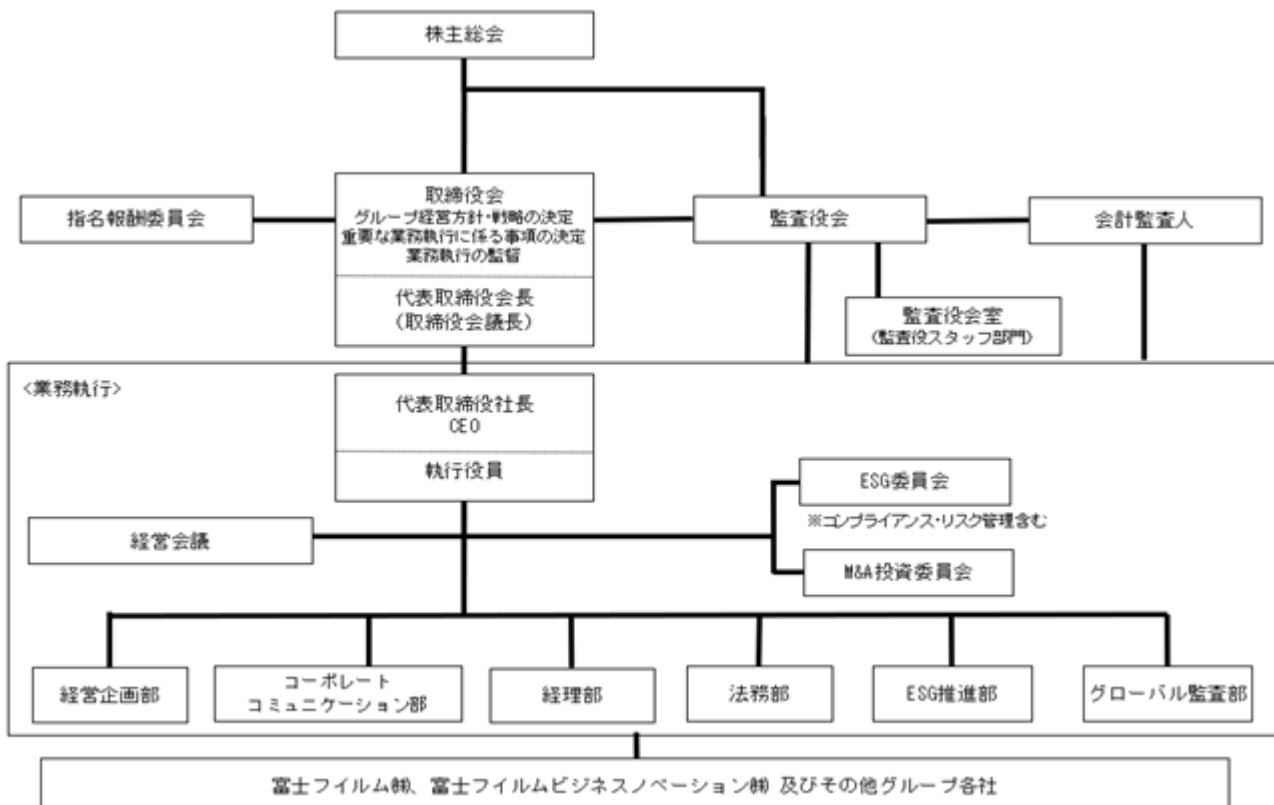 株主総会
指名報酬委員会
取締役会
グループ経営方針・戦略の決定
重要な業務執行に係る事項の決定
業務執行の監督
代表取締役会長
(取締役会議長)
監査役会
会計監査人
監査役会室
(監査役スタッフ部門)
<業務執行>
代表取締役社長
CEO
執行役員
ESG委員会
※コンプライアンス・リスク管理含む
経営会議
M&A投資委員会
経営企画部
コーポレート
コミュニケーション部
経理部
法務部
ESG推進部
グローバル監査部
富士フイルム㈱、富士フイルムビジネスノベーション㈱ 及びその他グループ各社